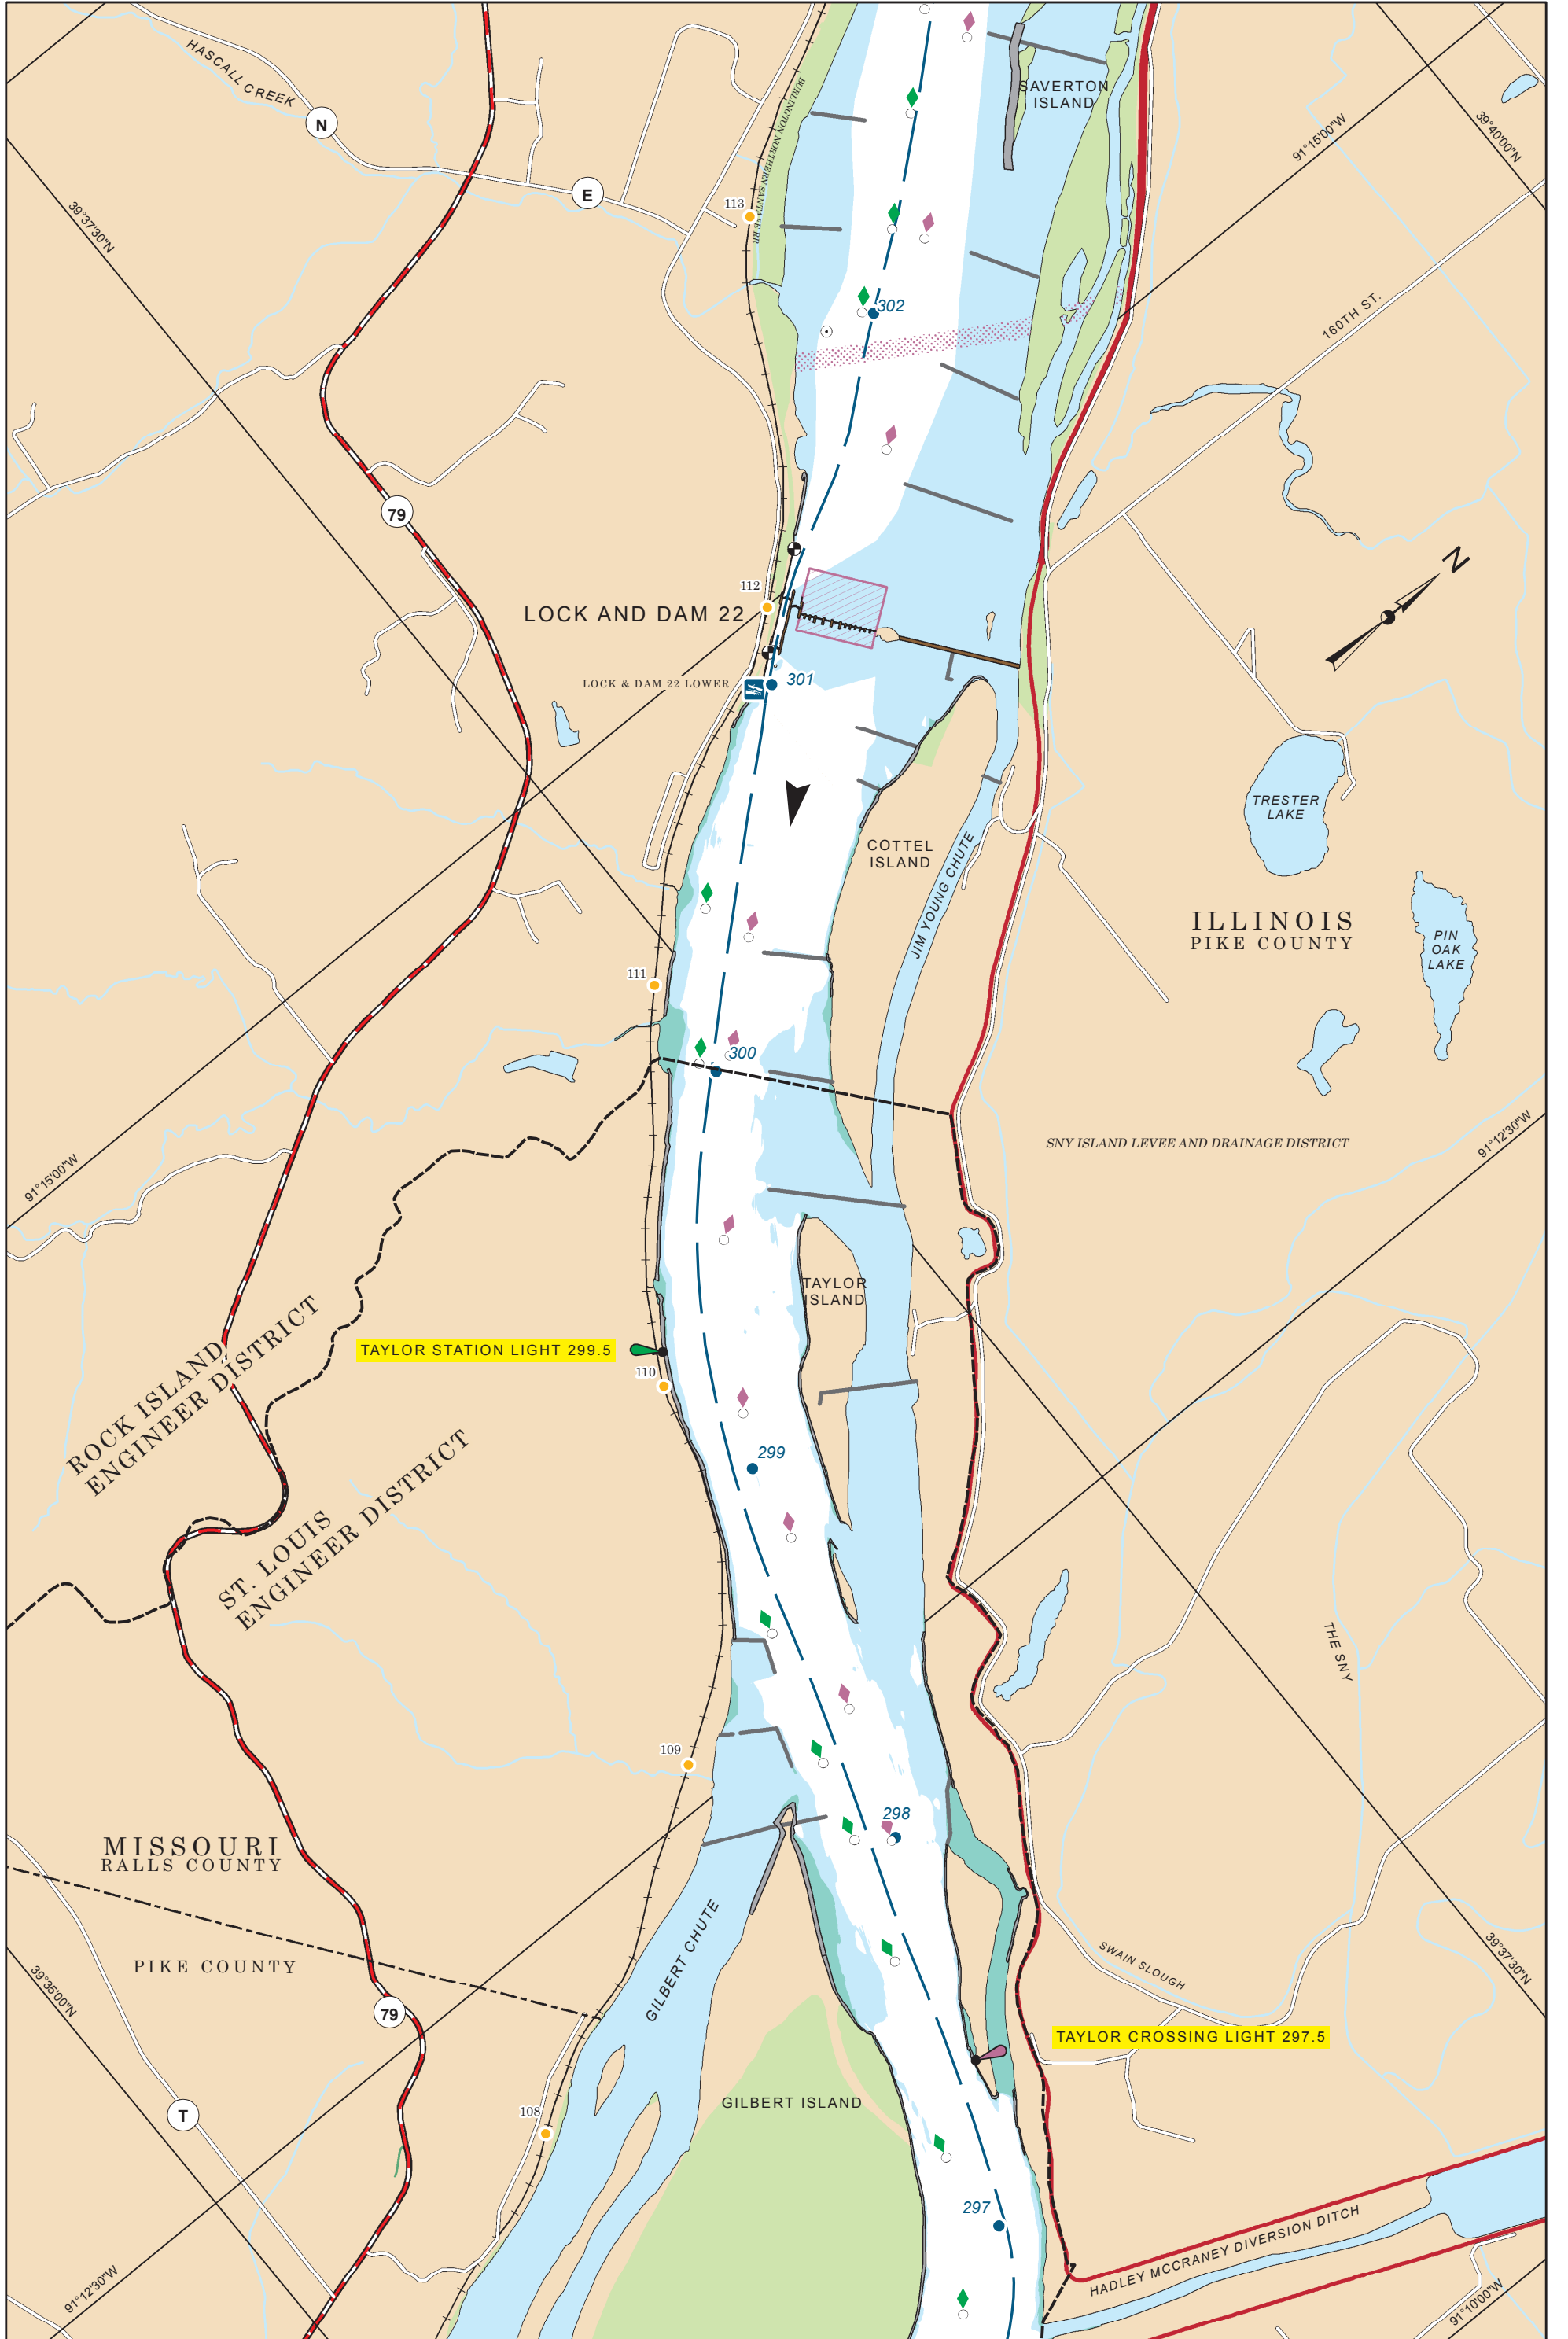 HASCALL CREEK
N
E
39°37'30"N
BURLINGTON NORTHERN SANTA FE RR
SAVERTON
ISLAND
91°15'00"W
39°40'00"N
113
302
160TH ST.
79
N
112
LOCK AND DAM 22
LOCK & DAM 22 LOWER
301
TRESTER
LAKE
COTTEL
ISLAND
JIM YOUNG CHUTE
ILLINOIS
PIKE COUNTY
PIN
OAK
LAKE
111
300
SNY ISLAND LEVEE AND DRAINAGE DISTRICT
91°12'30"W
91°15'00"W
TAYLOR
ISLAND
TAYLOR STATION LIGHT 299.5
110
ROCK ISLAND
ENGINEER DISTRICT
299
ST. LOUIS
ENGINEER DISTRICT
THE SNY
109
298
MISSOURI
RALLS COUNTY
GILBERT CHUTE
PIKE COUNTY
SWAIN SLOUGH
39°37'30"N
39°35'00"N
79
TAYLOR CROSSING LIGHT 297.5
GILBERT ISLAND
T
108
297
HADLEY MCCRANEY DIVERSION DITCH
91°12'30"W
91°10'00"W